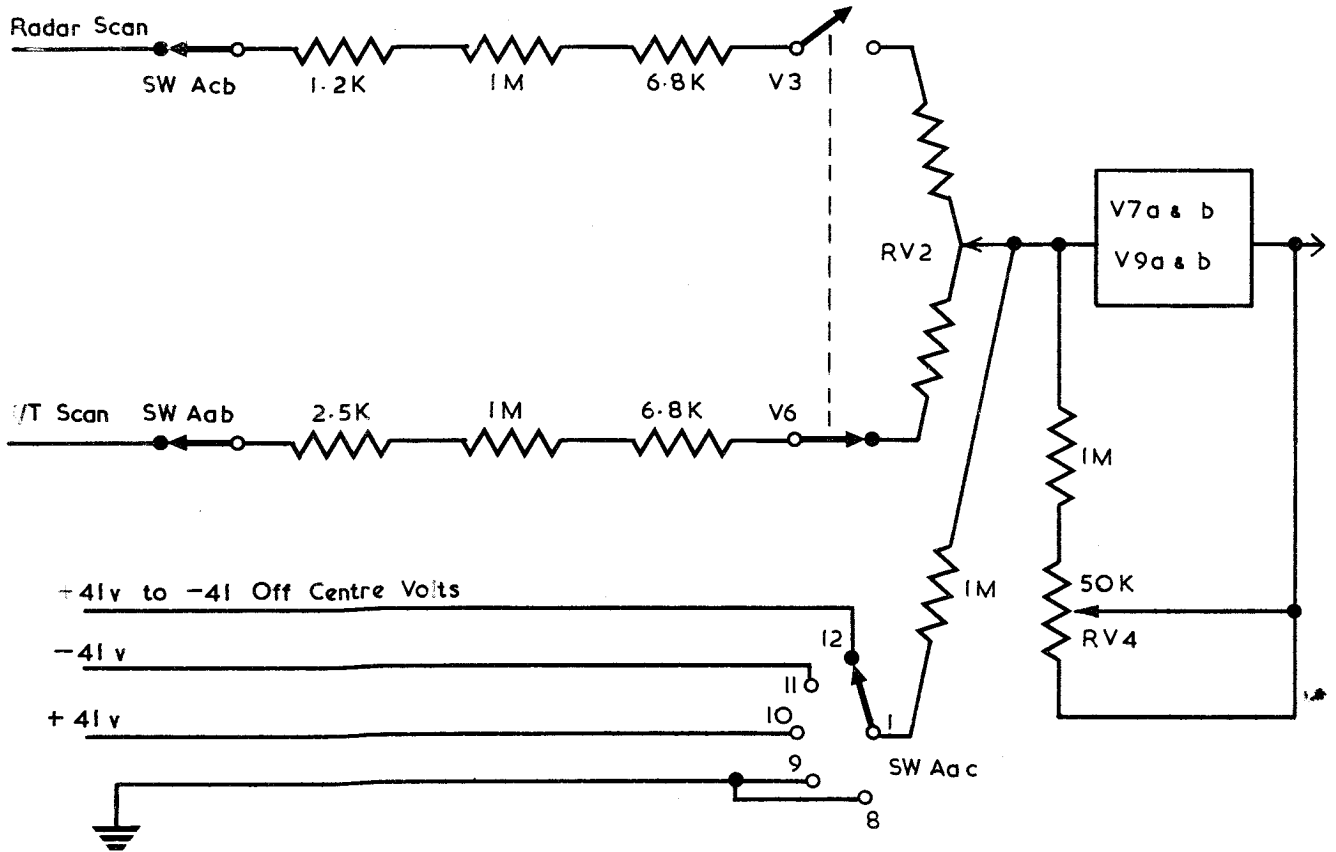 Radar Scan
SW Acb
1.2K
1M
6.8K
V3
RV2
V7a & b
V9a & b
/T Scan
SW Aab
2.5K
1M
6.8K
V6
1M
50K
RV4
1M
+41v to -41 Off Centre Volts
12
-41v
11
+41v
10
1
SW Aac
9
8